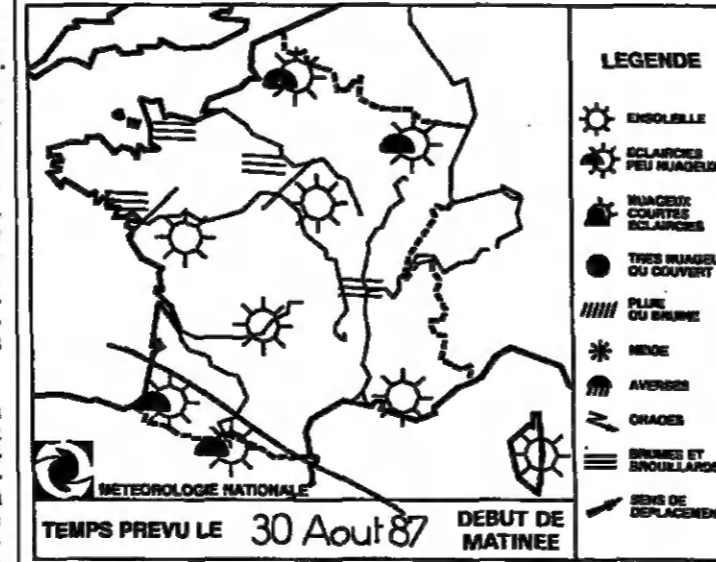 LEGENDE
ENSOLEILLE
ECLAIRCIES
PEU NUAGEUX
NUAGEUX
COURTES
ECLAIRCIES
TRES NUAGEUX
OU COUVERT
PLUIE
OU BRUINE
NEIGE
AVERSES
ORAGES
BRUMES ET
BROUILLARDS
SENS DE
DEPLACEMENT
METEOROLOGIE NATIONALE
TEMPS PREVU LE 30 Aout 87 DEBUT DE
MATINEE